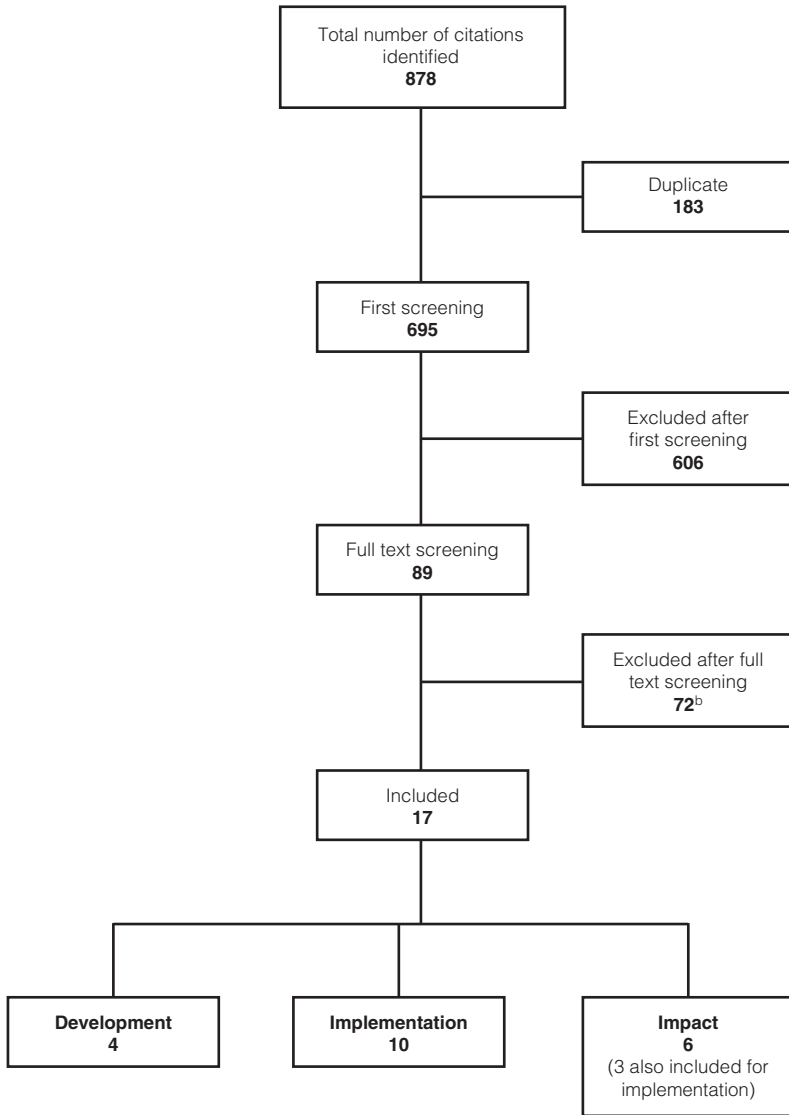 Total number of citations
identified
878
Duplicate
183
First screening
695
Excluded after
first screening
606
Full text screening
89
Excluded after full
text screening
72ᵇ
Included
17
Development
4
Implementation
10
Impact
6
(3 also included for
implementation)